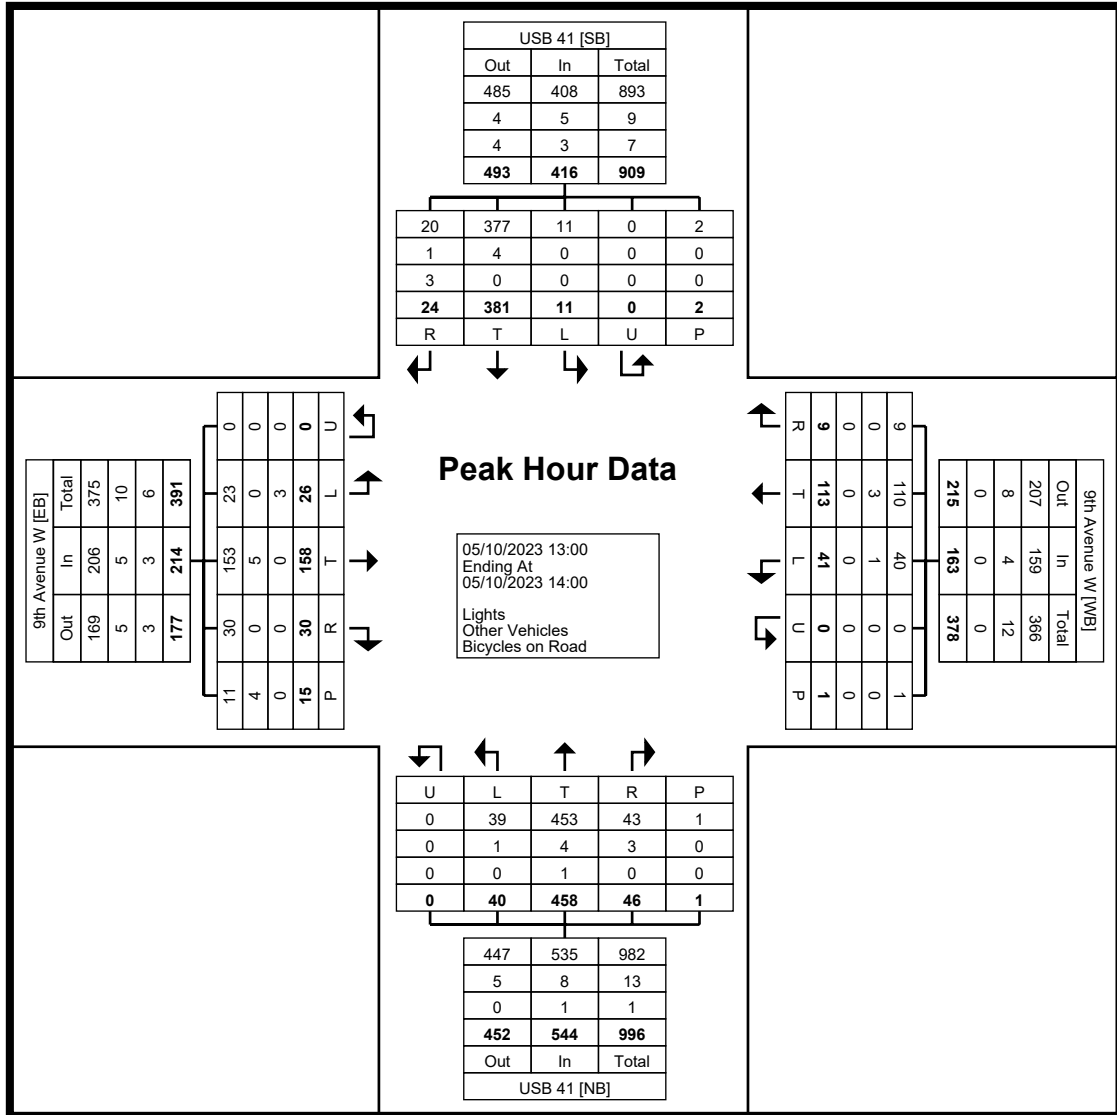 USB 41 [SB]
Out In Total
485 408 893
4 5 9
4 3 7
493 416 909
20 377 11 0 2
1 4 0 0 0
3 0 0 0 0
24 381 11 0 2
R T L U P
9th Avenue W [EB]
Total 375 10 6 391
In 206 5 3 214
Out 169 5 3 177
0 0 0 0 U
23 0 3 26 L
153 5 0 158 T
30 0 0 30 R
11 4 0 15 P
Peak Hour Data
05/10/2023 13:00
Ending At
05/10/2023 14:00
Lights
Other Vehicles
Bicycles on Road
R 9 0 0 9
T 113 0 3 110
L 41 0 1 40
U 0 0 0 0
P 1 0 0 1
215 0 8 207 Out
163 0 4 159 In
378 0 12 366 Total
9th Avenue W [WB]
U L T R P
0 39 453 43 1
0 1 4 3 0
0 0 1 0 0
0 40 458 46 1
447 535 982
5 8 13
0 1 1
452 544 996
Out In Total
USB 41 [NB]